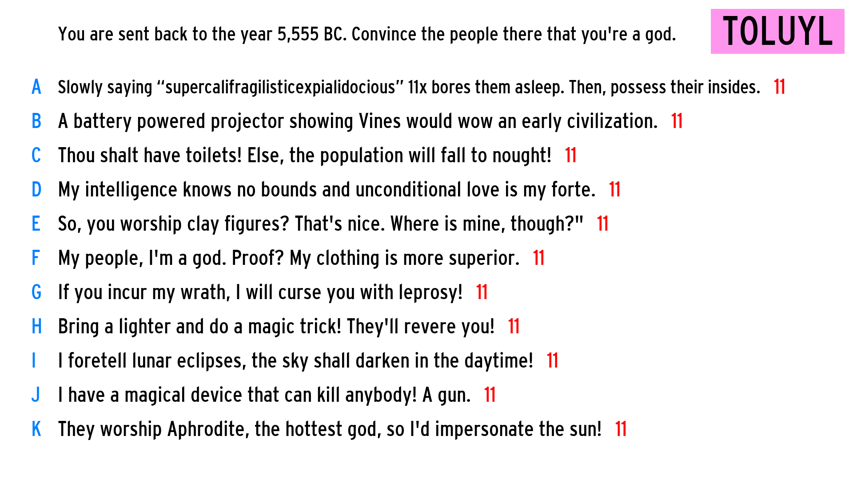 You are sent back to the year 5,555 BC. Convince the people there that you're a god.
TOLUYL
A Slowly saying “supercalifragilisticexpialidocious” 11x bores them asleep. Then, possess their insides. 11
B A battery powered projector showing Vines would wow an early civilization. 11
C Thou shalt have toilets! Else, the population will fall to nought! 11
D My intelligence knows no bounds and unconditional love is my forte. 11
E So, you worship clay figures? That's nice. Where is mine, though?" 11
F My people, I'm a god. Proof? My clothing is more superior. 11
G If you incur my wrath, I will curse you with leprosy! 11
H Bring a lighter and do a magic trick! They'll revere you! 11
I I foretell lunar eclipses, the sky shall darken in the daytime! 11
J I have a magical device that can kill anybody! A gun. 11
K They worship Aphrodite, the hottest god, so I'd impersonate the sun! 11